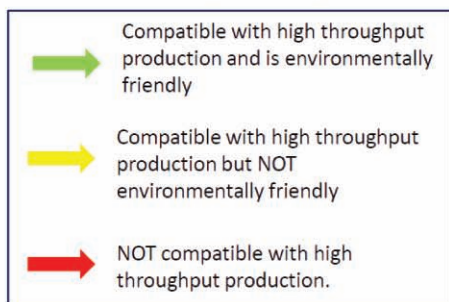 Compatible with high throughput
production and is environmentally
friendly
Compatible with high throughput
production but NOT
environmentally friendly
NOT compatible with high
throughput production.